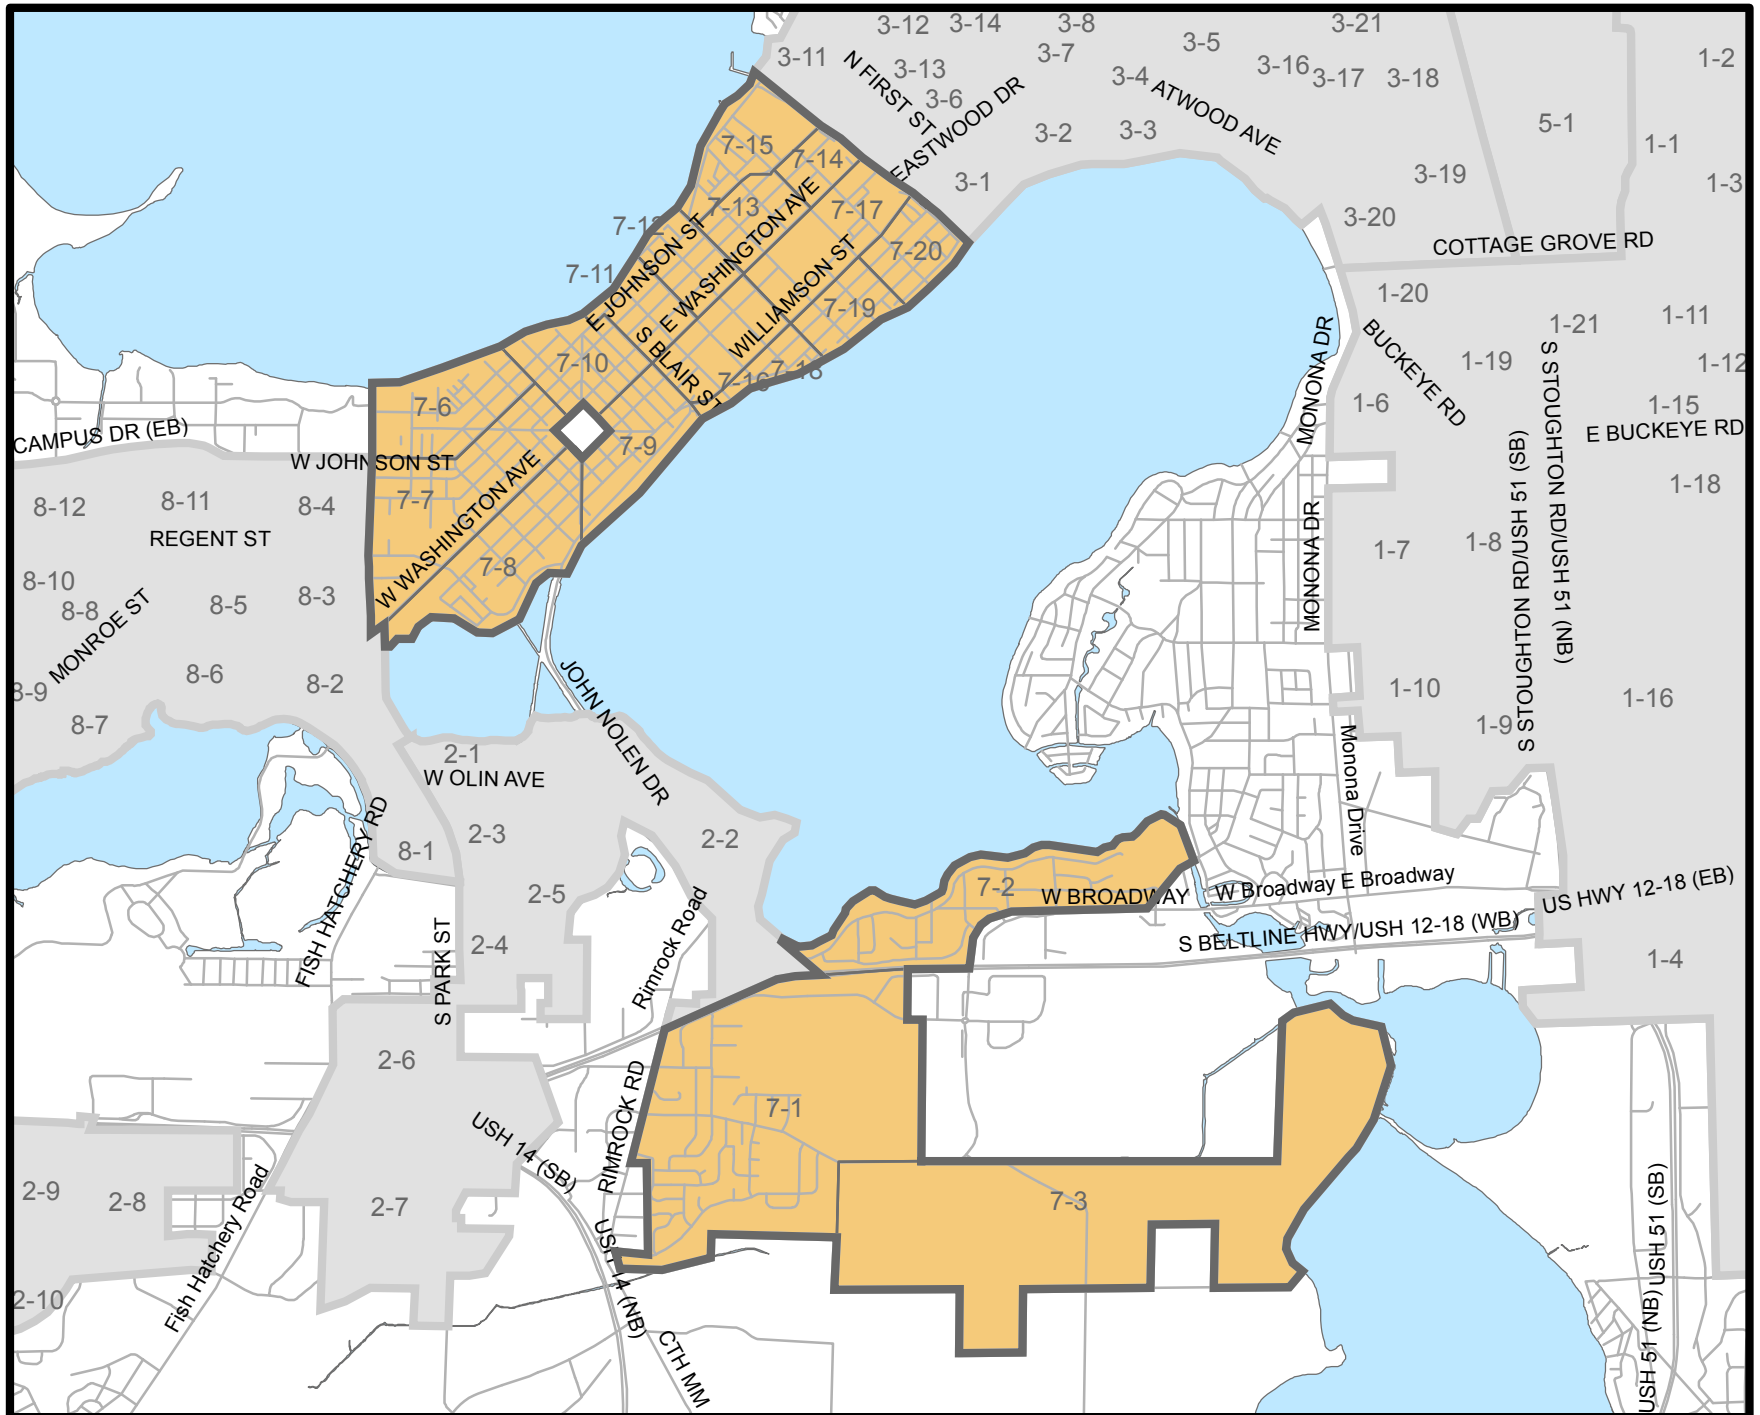 3-12
3-14
3-8
3-21
3-11
N FIRST ST
3-13
3-7
3-5
3-16
3-17
3-18
1-2
3-6
EASTWOOD DR
3-4
ATWOOD AVE
3-2
3-3
5-1
1-1
7-15
7-14
3-1
3-19
1-3
7-12
7-13
7-17
3-20
7-11
E JOHNSON ST
E WASHINGTON AVE
WILLIAMSON ST
7-20
COTTAGE GROVE RD
7-19
1-20
1-21
1-11
7-10
S BLAIR ST
7-16
7-18
MONONA DR
BUCKEYE RD
1-19
1-12
7-6
1-6
1-15
CAMPUS DR (EB)
7-9
E BUCKEYE RD
W JOHNSON ST
8-12
8-11
8-4
7-7
W WASHINGTON AVE
1-18
REGENT ST
MONONA DR
1-7
1-8
S STOUGHTON RD/USH 51 (SB)
S STOUGHTON RD/USH 51 (NB)
8-10
8-8
8-5
8-3
7-8
MONROE ST
8-9
8-6
8-2
1-10
1-16
8-7
JOHN NOLEN DR
1-9
2-1
W OLIN AVE
Monona Drive
FISH HATCHERY RD
8-1
2-3
2-2
2-5
7-2
W BROADWAY
W Broadway
E Broadway
US HWY 12-18 (EB)
2-4
S PARK ST
Rimrock Road
S BELTLINE HWY/USH 12-18 (WB)
1-4
2-6
RIMROCK RD
7-1
USH 14 (SB)
2-9
2-8
2-7
7-3
Fish Hatchery Road
USH 14 (NB)
CTH MM
2-10
USH 51 (SB)
USH 51 (NB)